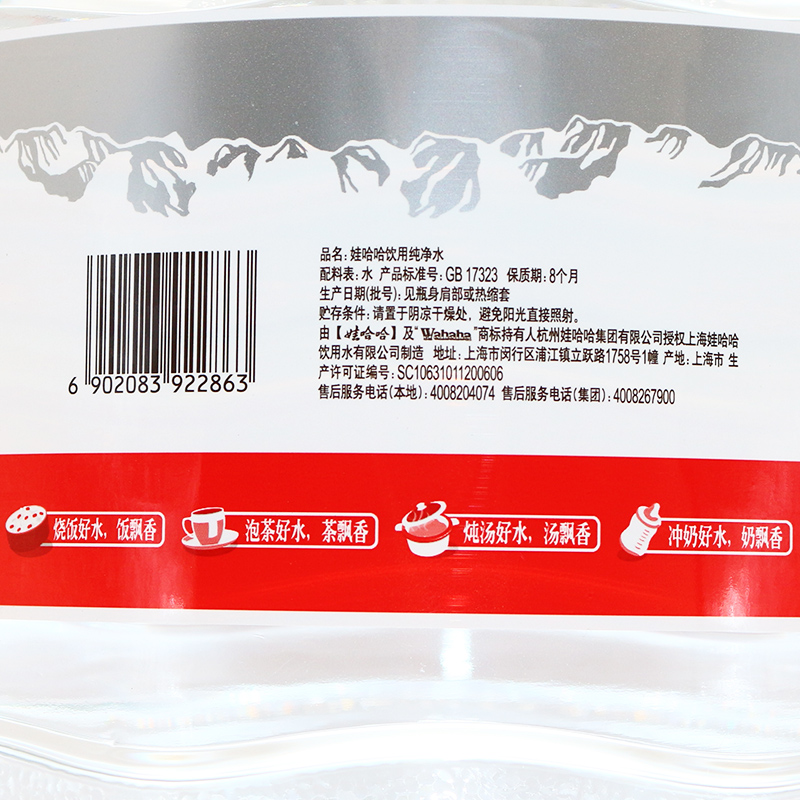 品名: 娃哈哈饮用纯净水
配料表: 水 产品标准号: GB 17323 保质期: 8个月
生产日期(批号): 见瓶身肩部或热缩套
贮存条件: 请置于阴凉干燥处, 避免阳光直接照射。
由【娃哈哈】及"Wahaha"商标持有人杭州娃哈哈集团有限公司授权上海娃哈哈
饮用水有限公司制造 地址: 上海市闵行区浦江镇立跃路1758号1幢 产地: 上海市 生
产许可证编号: SC10631011200606
售后服务电话(本地): 4008204074 售后服务电话(集团): 4008267900
6 902083 922863
烧饭好水, 饭飘香
泡茶好水, 茶飘香
炖汤好水, 汤飘香
冲奶好水, 奶飘香